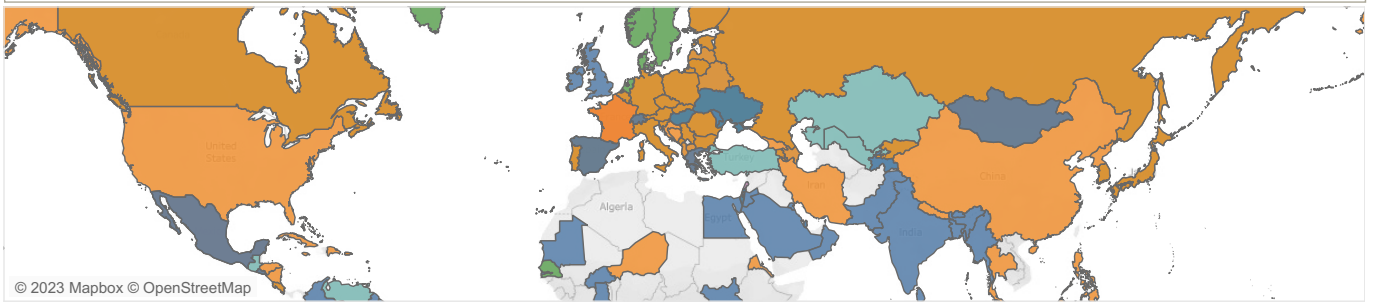 United
States
Algeria
Turkey
Egypt
Iran
India
China
© 2023 Mapbox © OpenStreetMap